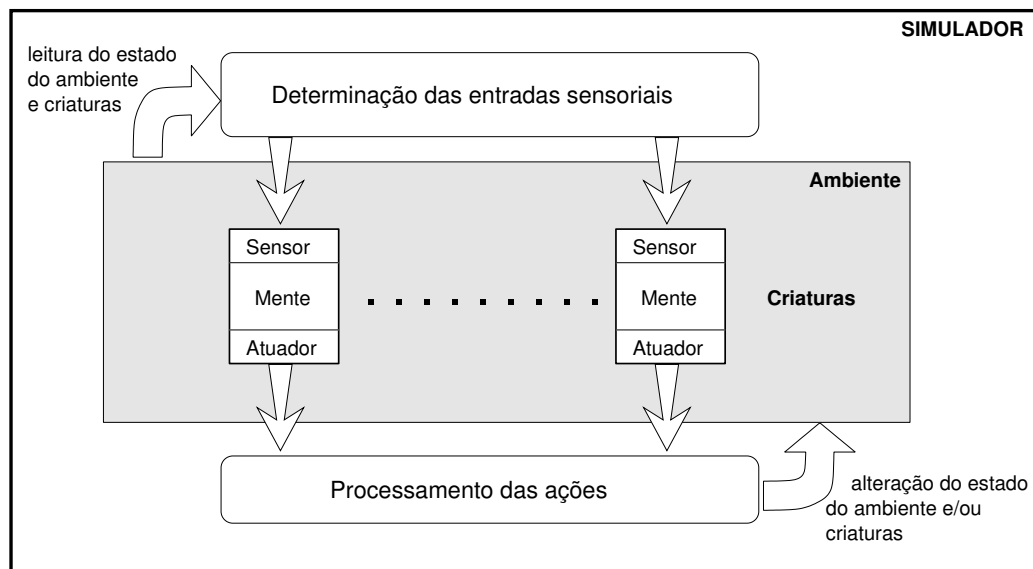 SIMULADOR
leitura do estado
do ambiente
e criaturas
Determinação das entradas sensoriais
Ambiente
Sensor
Mente
Atuador
Sensor
Mente
Atuador
Criaturas
Processamento das ações
alteração do estado
do ambiente e/ou
criaturas